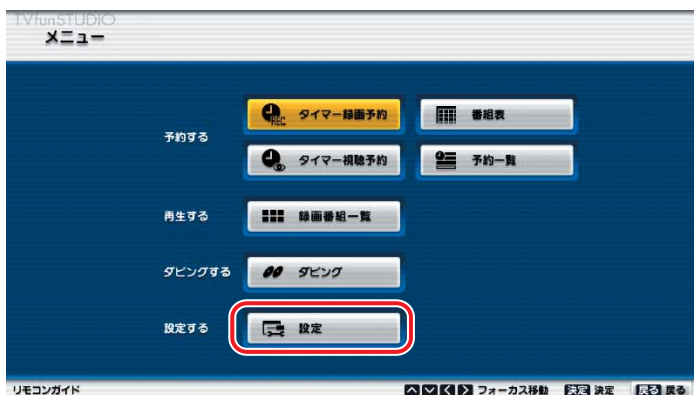 TVfunSTUDIO
メニュー
予約する
タイマー録画予約
番組表
タイマー視聴予約
予約一覧
再生する
録画番組一覧
ダビングする
ダビング
設定する
設定
リモコンガイド
フォーカス移動 決定 決定 戻る 戻る
REC